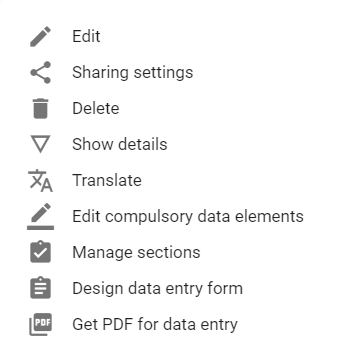 Edit
Sharing settings
Delete
Show details
Translate
Edit compulsory data elements
Manage sections
Design data entry form
PDF Get PDF for data entry